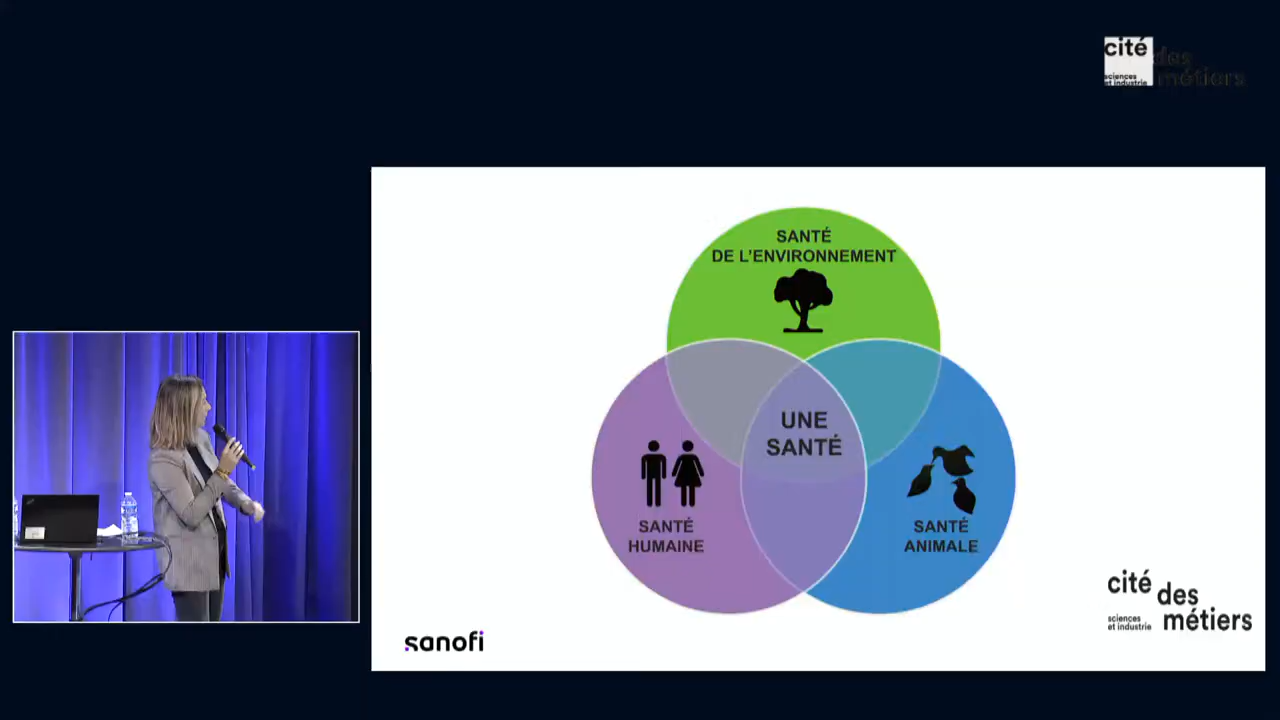 cité
des
sciences
et industrie
métiers
SANTÉ
DE L'ENVIRONNEMENT
UNE
SANTÉ
SANTÉ
HUMAINE
SANTÉ
ANIMALE
cité
des
sciences
et industrie
métiers
sanofi